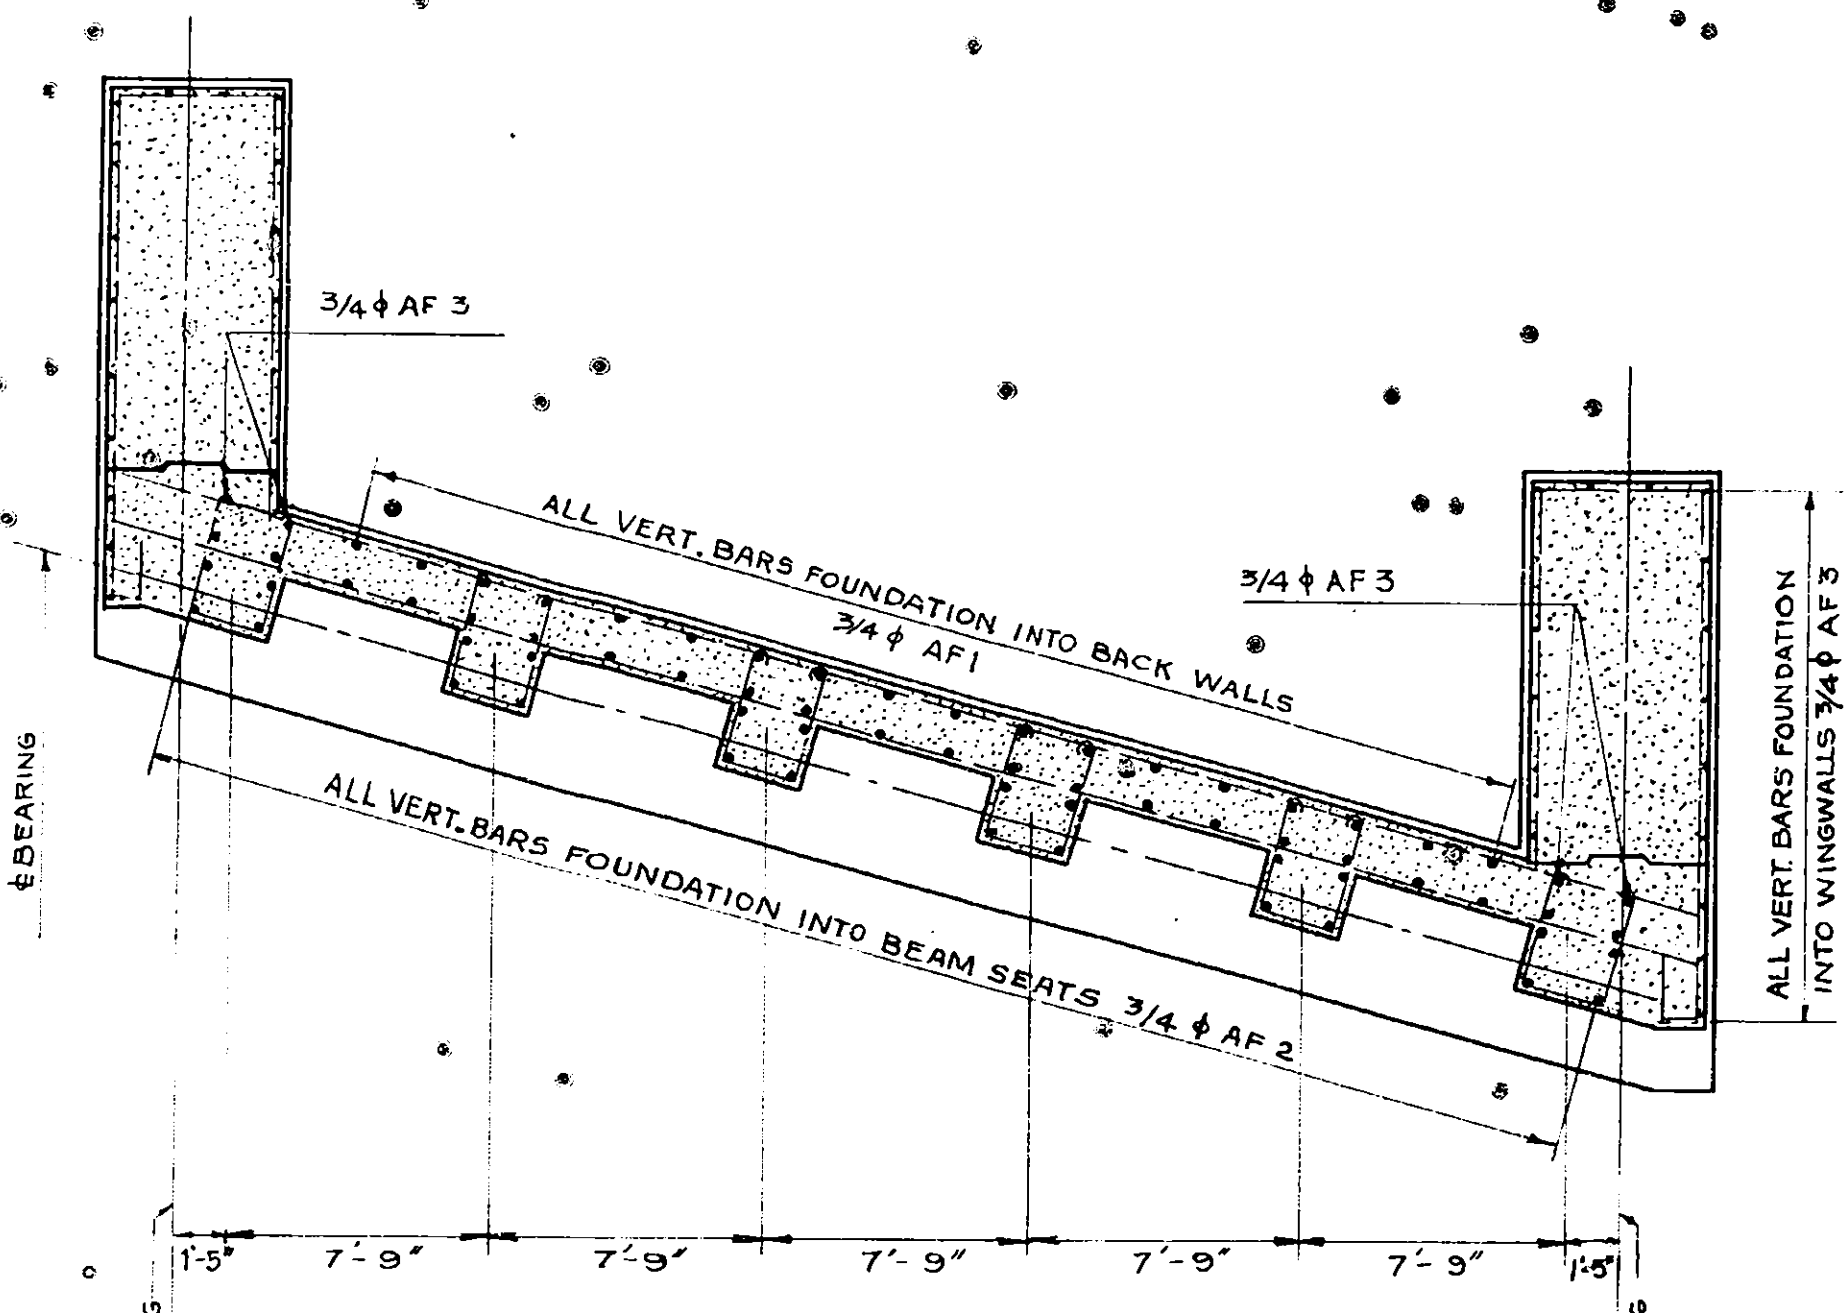 3/4 ϕ AF 3
ALL VERT. BARS FOUNDATION INTO BACK WALLS
3/4 ϕ AF1
3/4 ϕ AF 3
ALL VERT. BARS FOUNDATION
INTO WINGWALLS 3/4 ϕ AF 3
℄ BEARING
ALL VERT. BARS FOUNDATION INTO BEAM SEATS 3/4 ϕ AF 2
1'-5" 7'-9" 7'-9" 7'-9" 7'-9" 7'-9" 1'-5"